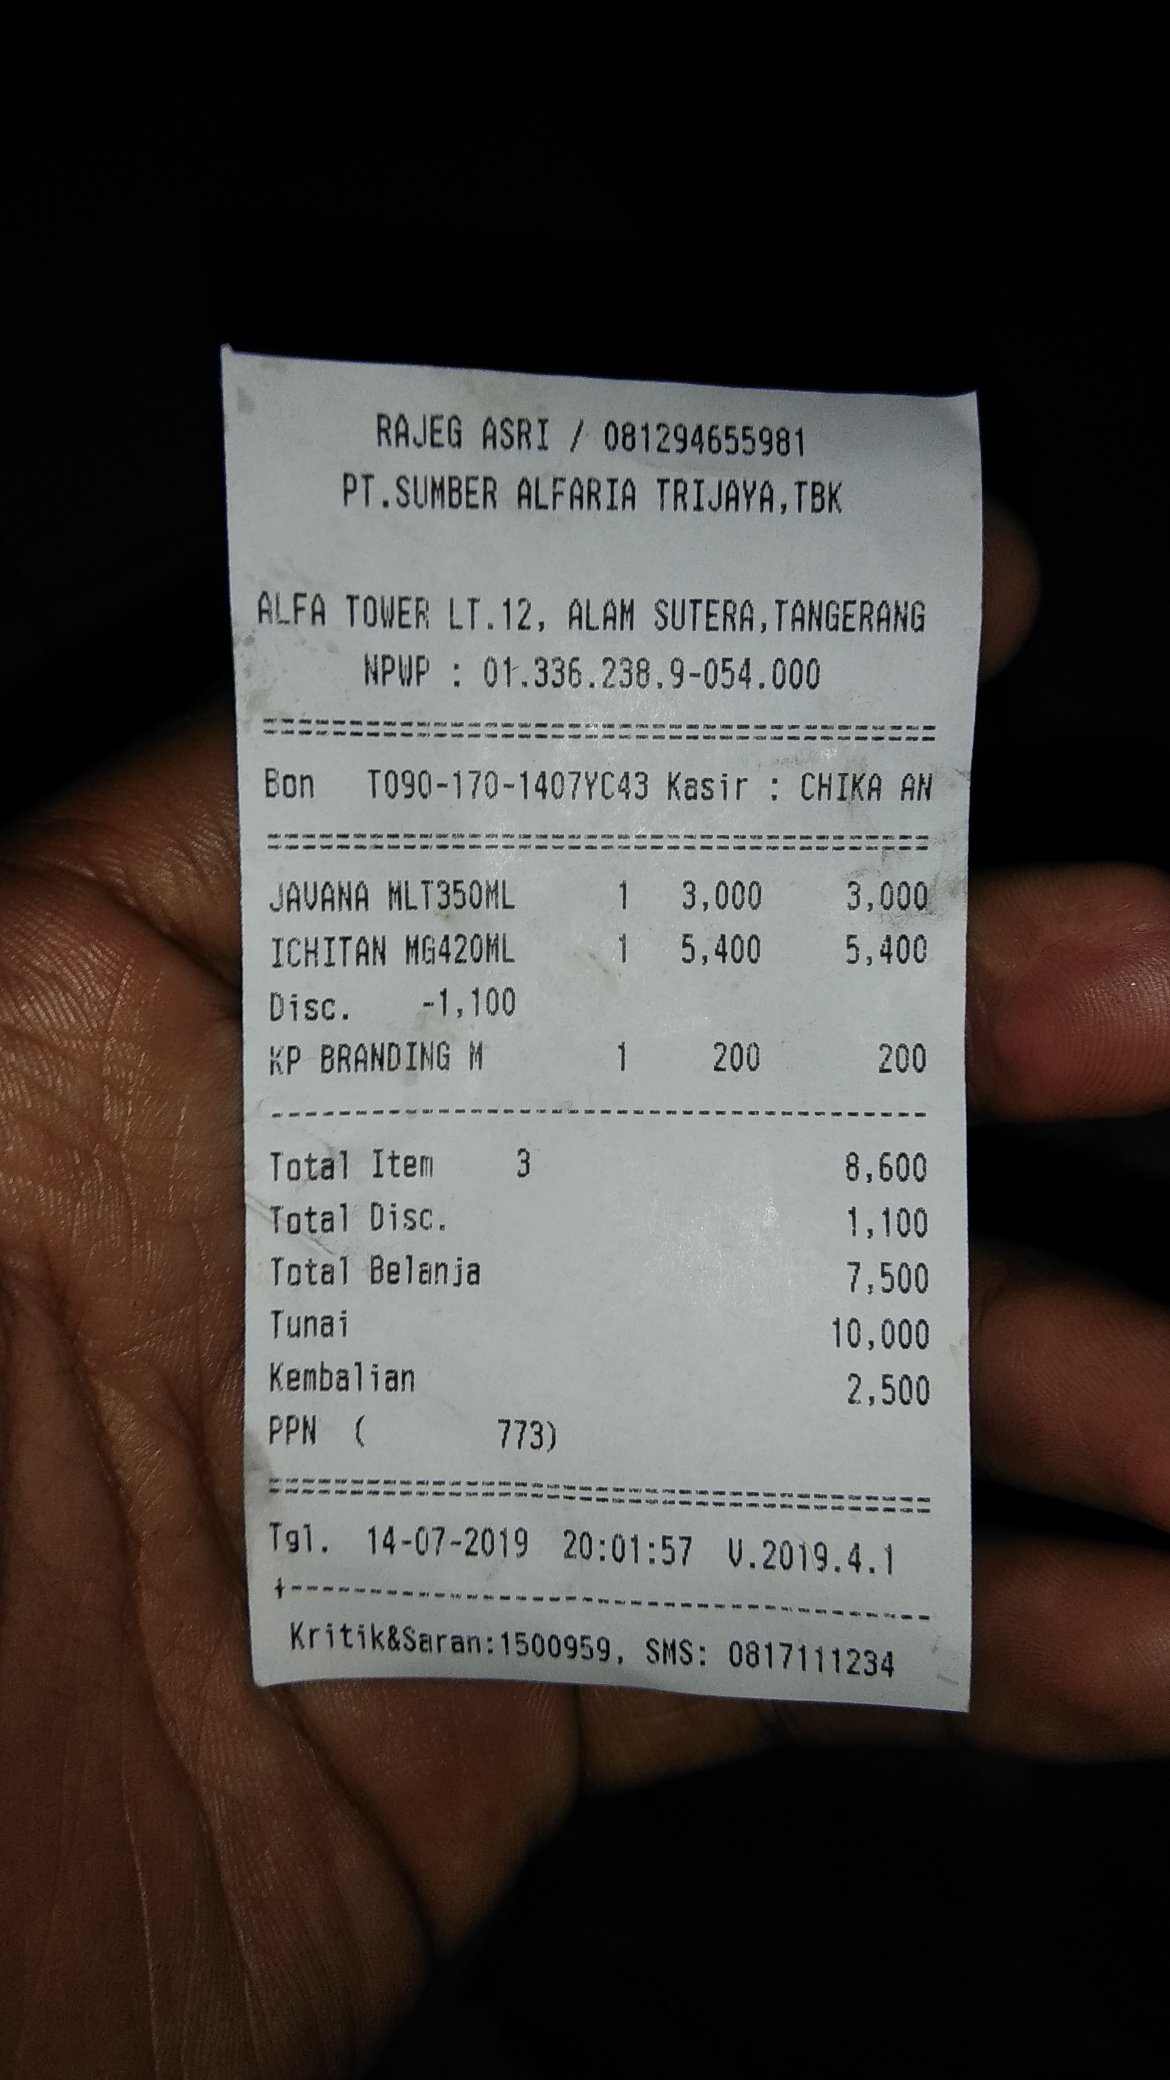 RAJEG ASRI / 081294655981
PT.SUMBER ALFARIA TRIJAYA,TBK
ALFA TOWER LT.12, ALAM SUTERA,TANGERANG
NPWP : 01.336.238.9-054.000
================================================
Bon T090-170-1407YC43 Kasir : CHIKA AN
================================================
JAVANA MLT350ML 1 3,000 3,000
ICHITAN MG420ML 1 5,400 5,400
Disc. -1,100
KP BRANDING M 1 200 200
----------------------------------------
Total Item 3 8,600
Total Disc. 1,100
Total Belanja 7,500
Tunai 10,000
Kembalian 2,500
PPN ( 773)
================================================
Tgl. 14-07-2019 20:01:57 V.2019.4.1
+---------------------------------------
Kritik&Saran:1500959, SMS: 0817111234